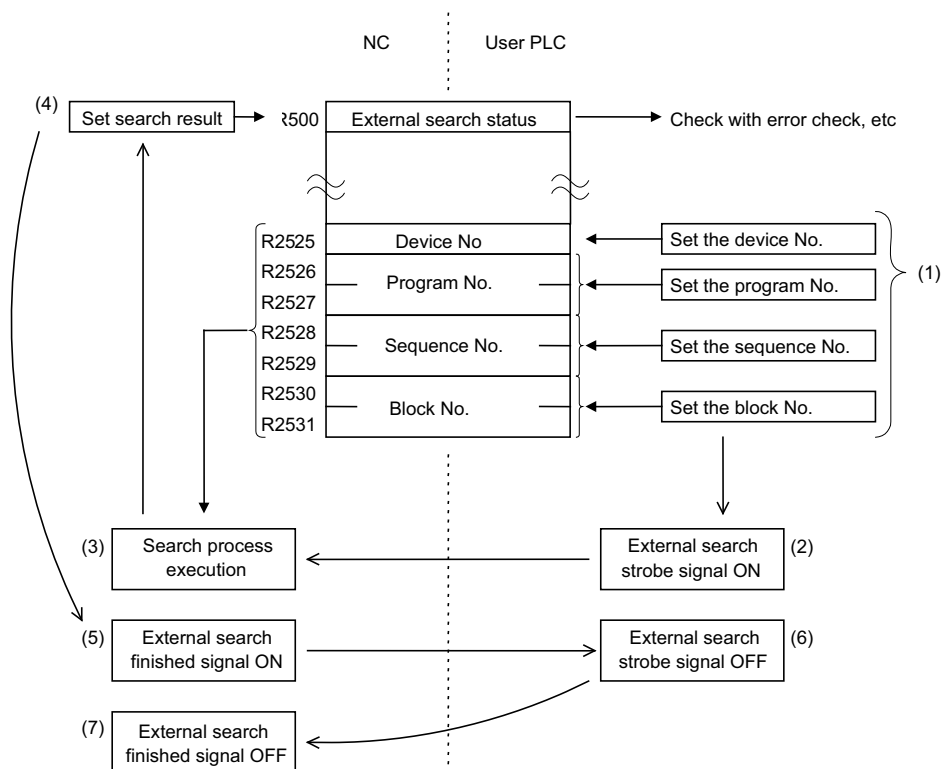 NC
User PLC
(4)
Set search result
R500
External search status
Check with error check, etc
R2525
Device No
Set the device No.
(1)
R2526
Program No.
Set the program No.
R2527
R2528
Sequence No.
Set the sequence No.
R2529
R2530
Block No.
Set the block No.
R2531
(3)
Search process
execution
External search
strobe signal ON
(2)
(5)
External search
finished signal ON
External search
strobe signal OFF
(6)
(7)
External search
finished signal OFF